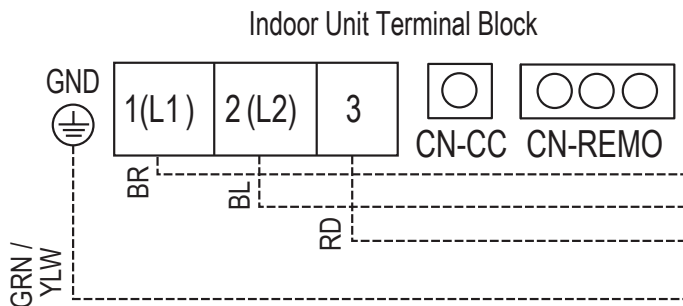 Indoor Unit Terminal Block
GND
1(L1)
2 (L2)
3
CN-CC
CN-REMO
BR
BL
RD
GRN /
YLW